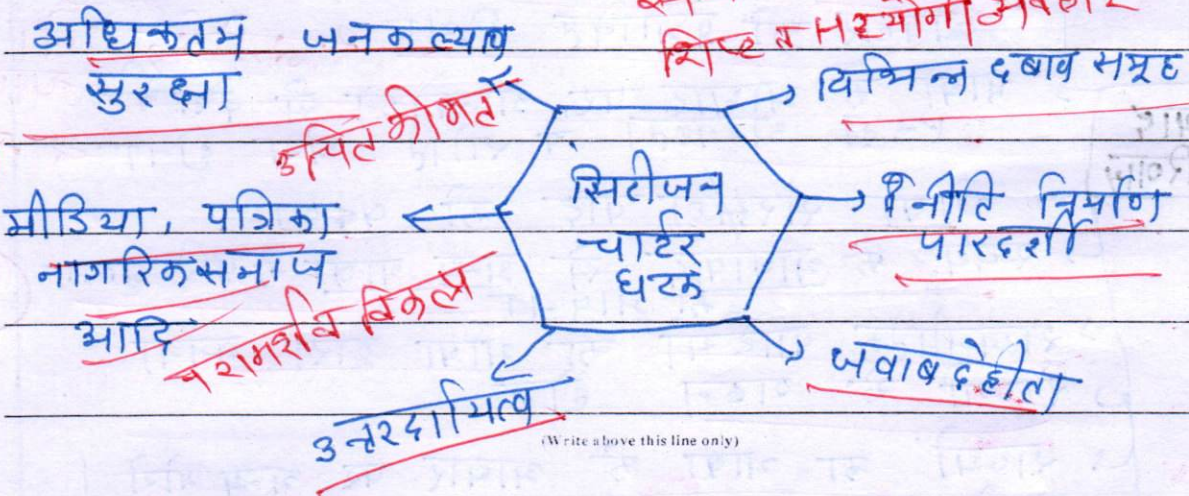 शिष्ट व सहयोगी व्यवहार
अधिकतम जनकल्याण
सुरक्षा
उचित कीमत
विभिन्न दबाव समूह
सिटीजन
चार्टर
घटक
मीडिया, पत्रिका
नागरिकसमाज
आदि
परामर्श व विकल्प
नीति निर्माण
पारदर्शी
उत्तरदायित्व
जवाबदेहीता
(Write above this line only)